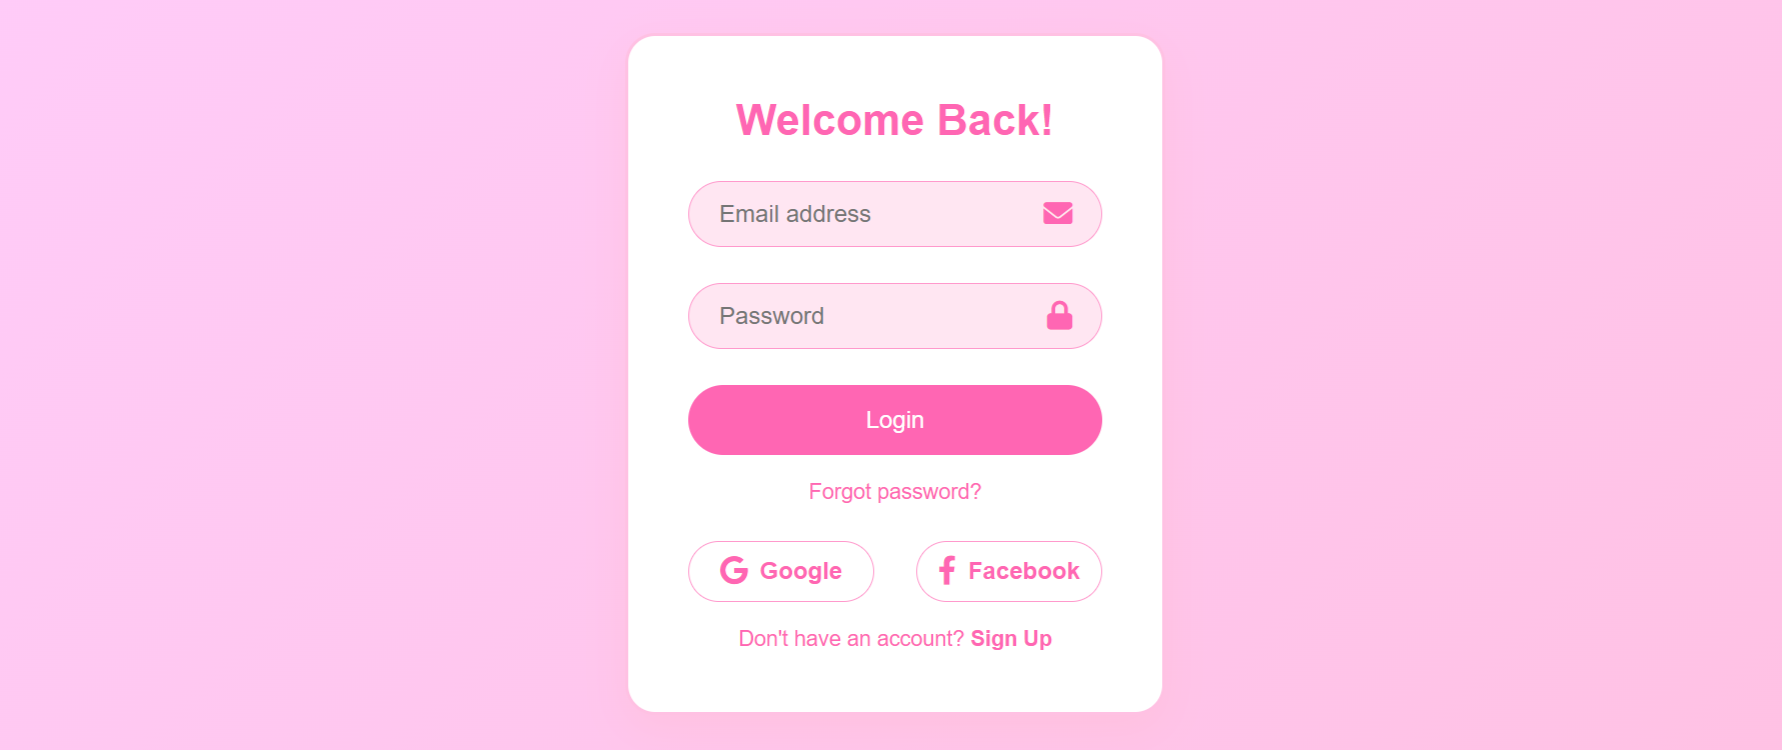 Welcome Back!
Email address
Password
Login
Forgot password?
Google
Facebook
Don't have an account? Sign Up